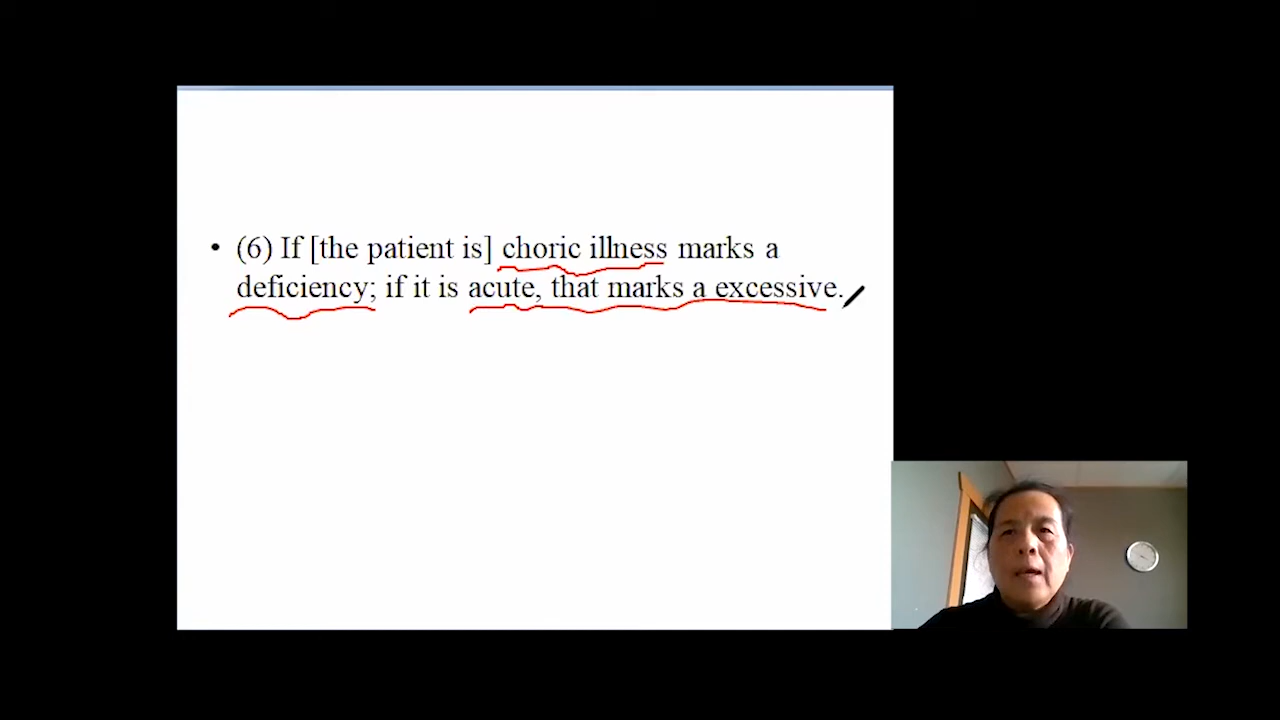 • (6) If [the patient is] choric illness marks a
deficiency; if it is acute, that marks a excessive.